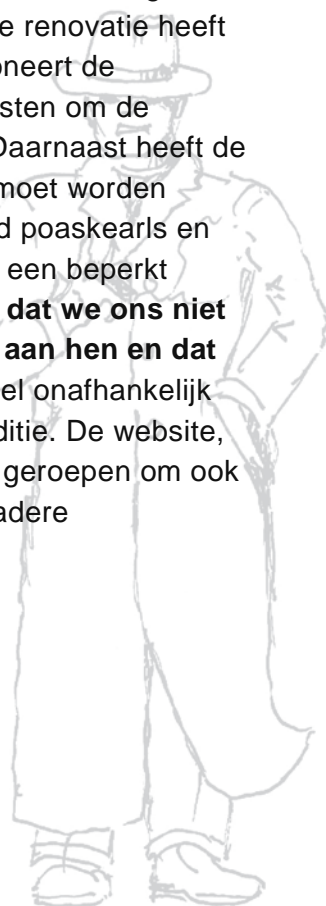 e renovatie heeft
oneert de
sten om de
Daarnaast heeft de
moet worden
d poaskearls en
een beperkt
dat we ons niet
aan hen en dat
el onafhankelijk
ditie. De website,
geroepen om ook
adere